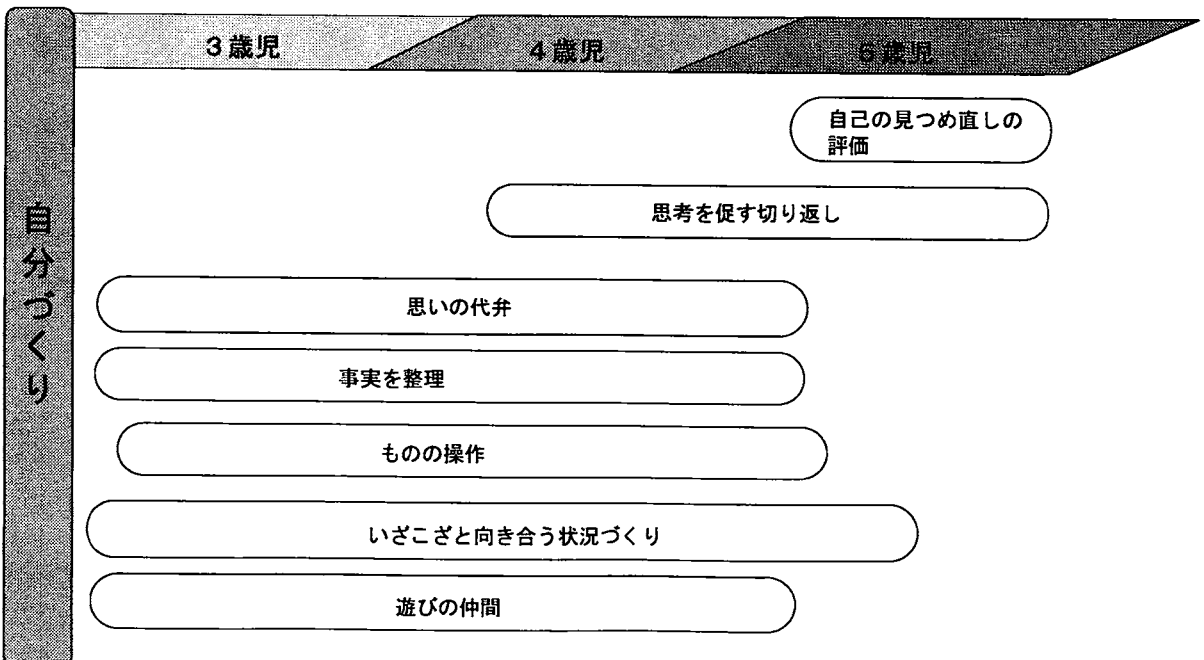 3歳児
4歳児
5歳児
自分づくり
自己の見つめ直しの
評価
思考を促す切り返し
思いの代弁
事実を整理
ものの操作
いざこざと向き合う状況づくり
遊びの仲間